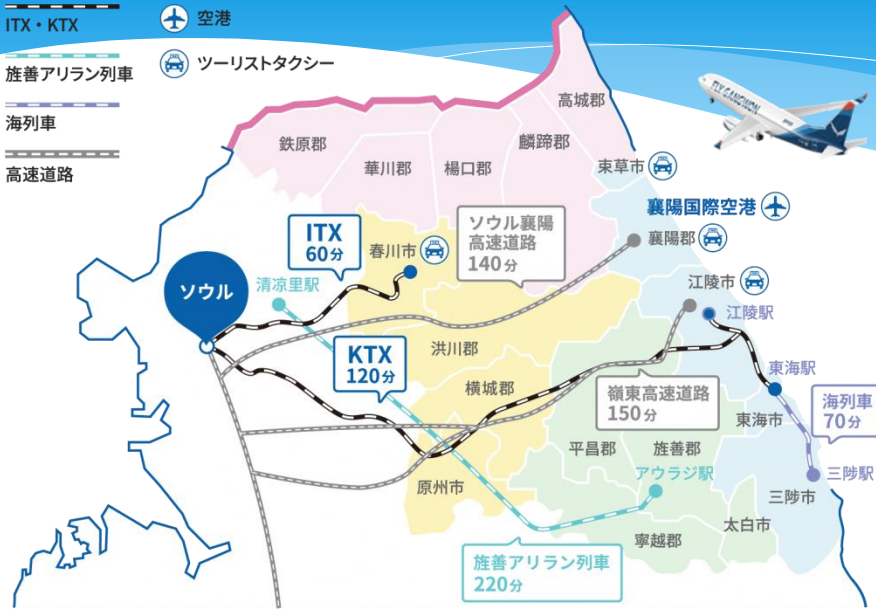 ITX・KTX
空港
旌善アリラン列車
ツーリストタクシー
海列車
高速道路
FLY GANGWON
高城郡
鉄原郡
華川郡
楊口郡
麟蹄郡
束草市
襄陽国際空港
ITX
60分
春川市
ソウル襄陽
高速道路
140分
襄陽郡
ソウル
清凉里駅
江陵市
江陵駅
KTX
120分
洪川郡
横城郡
嶺東高速道路
150分
東海駅
海列車
70分
東海市
平昌郡
旌善郡
アウラジ駅
三陟駅
原州市
三陟市
太白市
寧越郡
旌善アリラン列車
220分